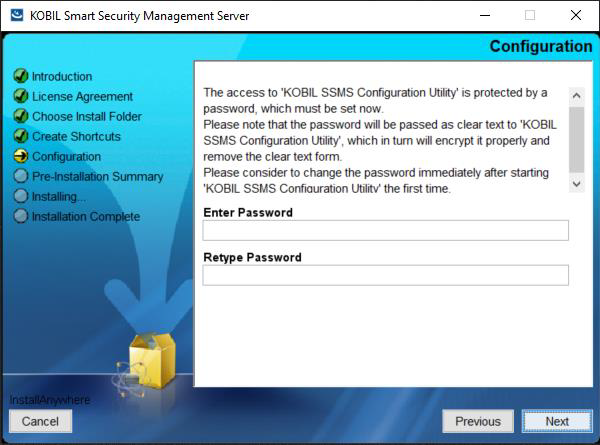 KOBIL Smart Security Management Server
Configuration
Introduction
License Agreement
Choose Install Folder
Create Shortcuts
Configuration
Pre-Installation Summary
Installing...
Installation Complete
The access to 'KOBIL SSMS Configuration Utility' is protected by a
password, which must be set now.
Please note that the password will be passed as clear text to 'KOBIL
SSMS Configuration Utility', which in turn will encrypt it properly and
remove the clear text form.
Please consider to change the password immediately after starting
'KOBIL SSMS Configuration Utility' the first time.
Enter Password
Retype Password
InstallAnywhere
Cancel
Previous
Next